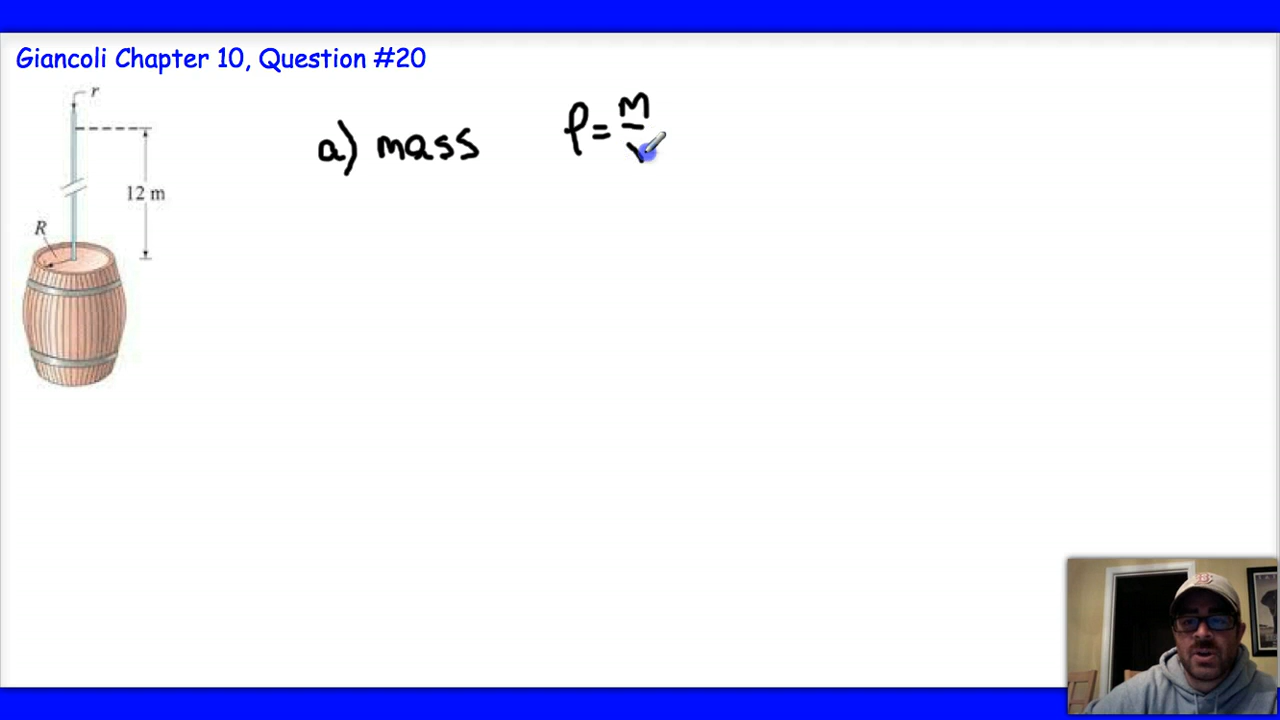 Giancoli Chapter 10, Question #20
r
12 m
R
a) mass
ρ = m